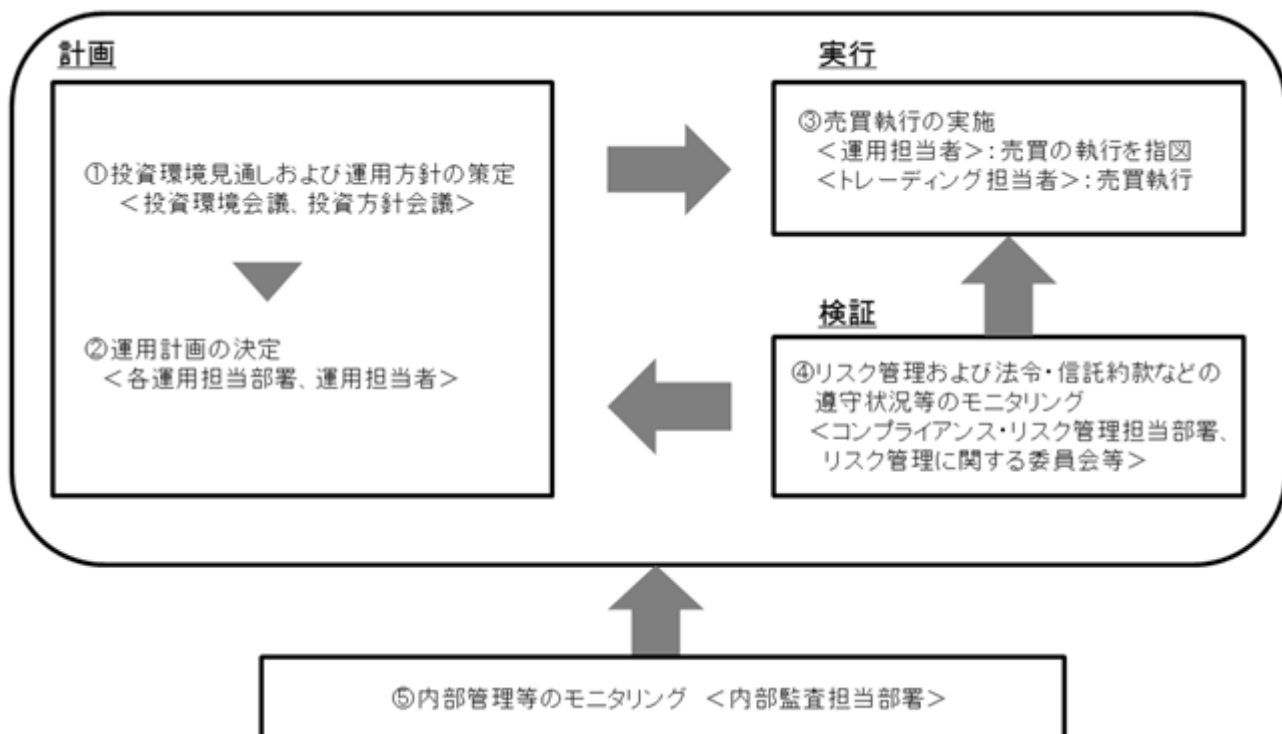 計画
①投資環境見通しおよび運用方針の策定
＜投資環境会議、投資方針会議＞
②運用計画の決定
＜各運用担当部署、運用担当者＞
実行
③売買執行の実施
＜運用担当者＞：売買の執行を指図
＜トレーディング担当者＞：売買執行
検証
④リスク管理および法令・信託約款などの
遵守状況等のモニタリング
＜コンプライアンス・リスク管理担当部署、
リスク管理に関する委員会等＞
⑤内部管理等のモニタリング ＜内部監査担当部署＞